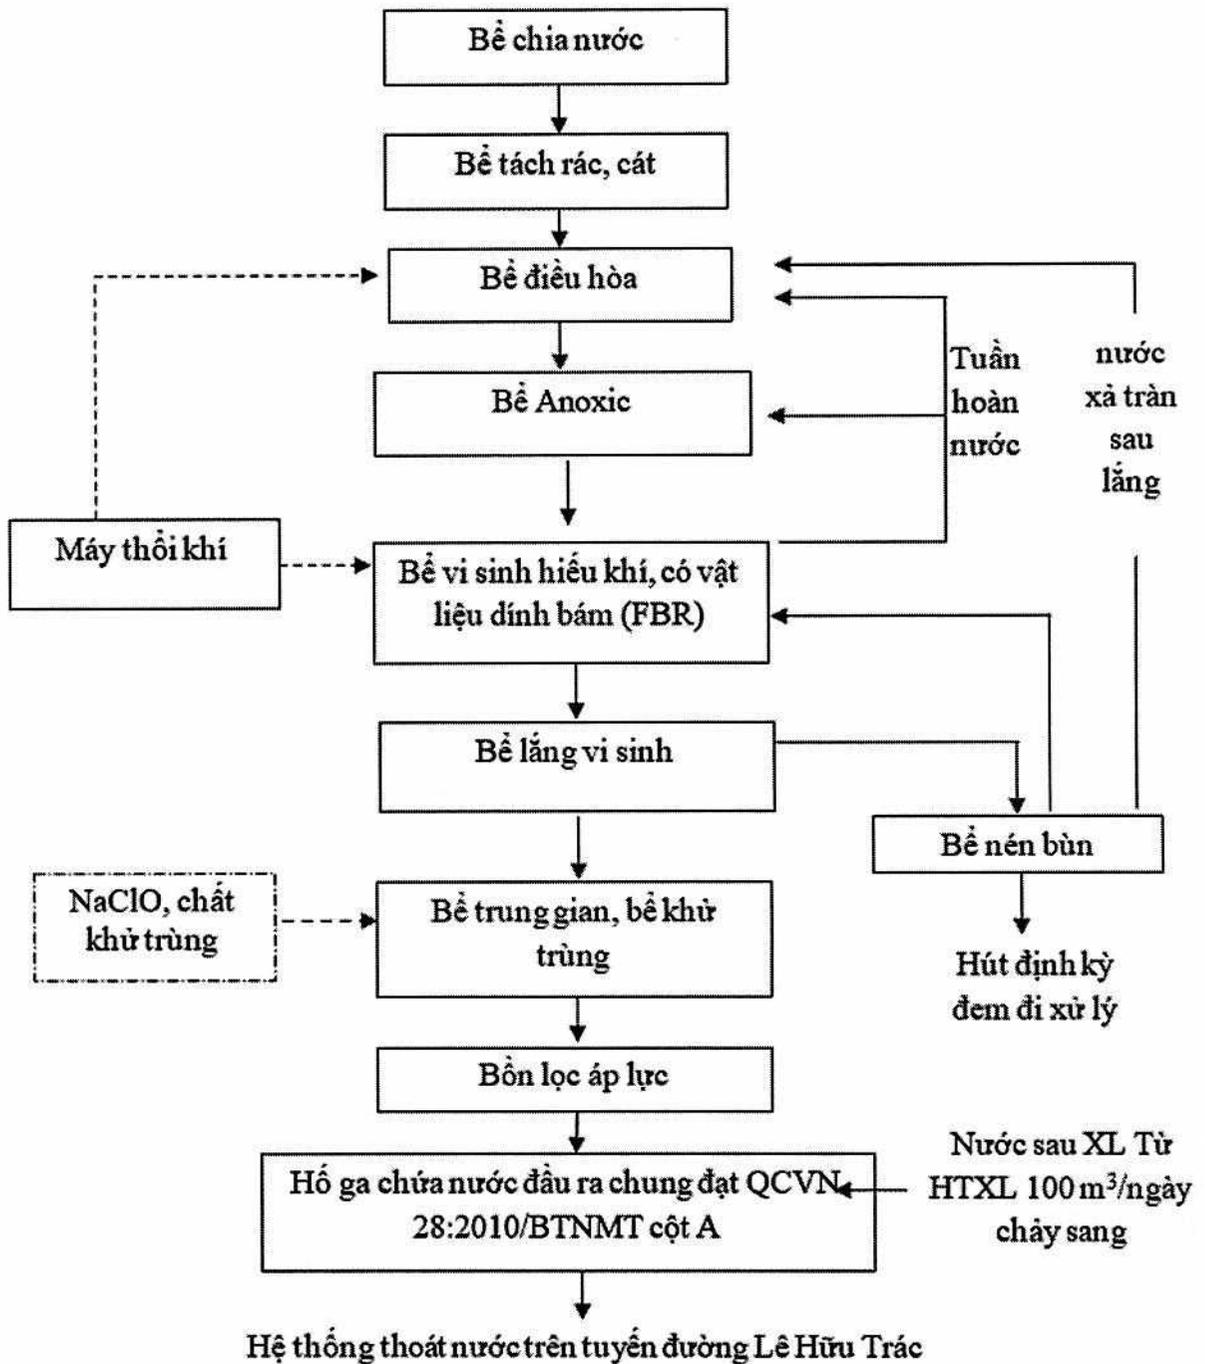 Bể chia nước
Bể tách rác, cát
Bể điều hòa
Tuần
hoàn
nước
nước
xả tràn
sau
lắng
Bể Anoxic
Máy thổi khí
Bể vi sinh hiếu khí, có vật
liệu dính bám (FBR)
Bể lắng vi sinh
Bể nén bùn
NaClO, chất
khử trùng
Bể trung gian, bể khử
trùng
Hút định kỳ
đem đi xử lý
Bồn lọc áp lực
Nước sau XL Từ
HTXL 100 m³/ngày
chảy sang
Hố ga chứa nước đầu ra chung đạt QCVN
28:2010/BTNMT cột A
Hệ thống thoát nước trên tuyến đường Lê Hữu Trác